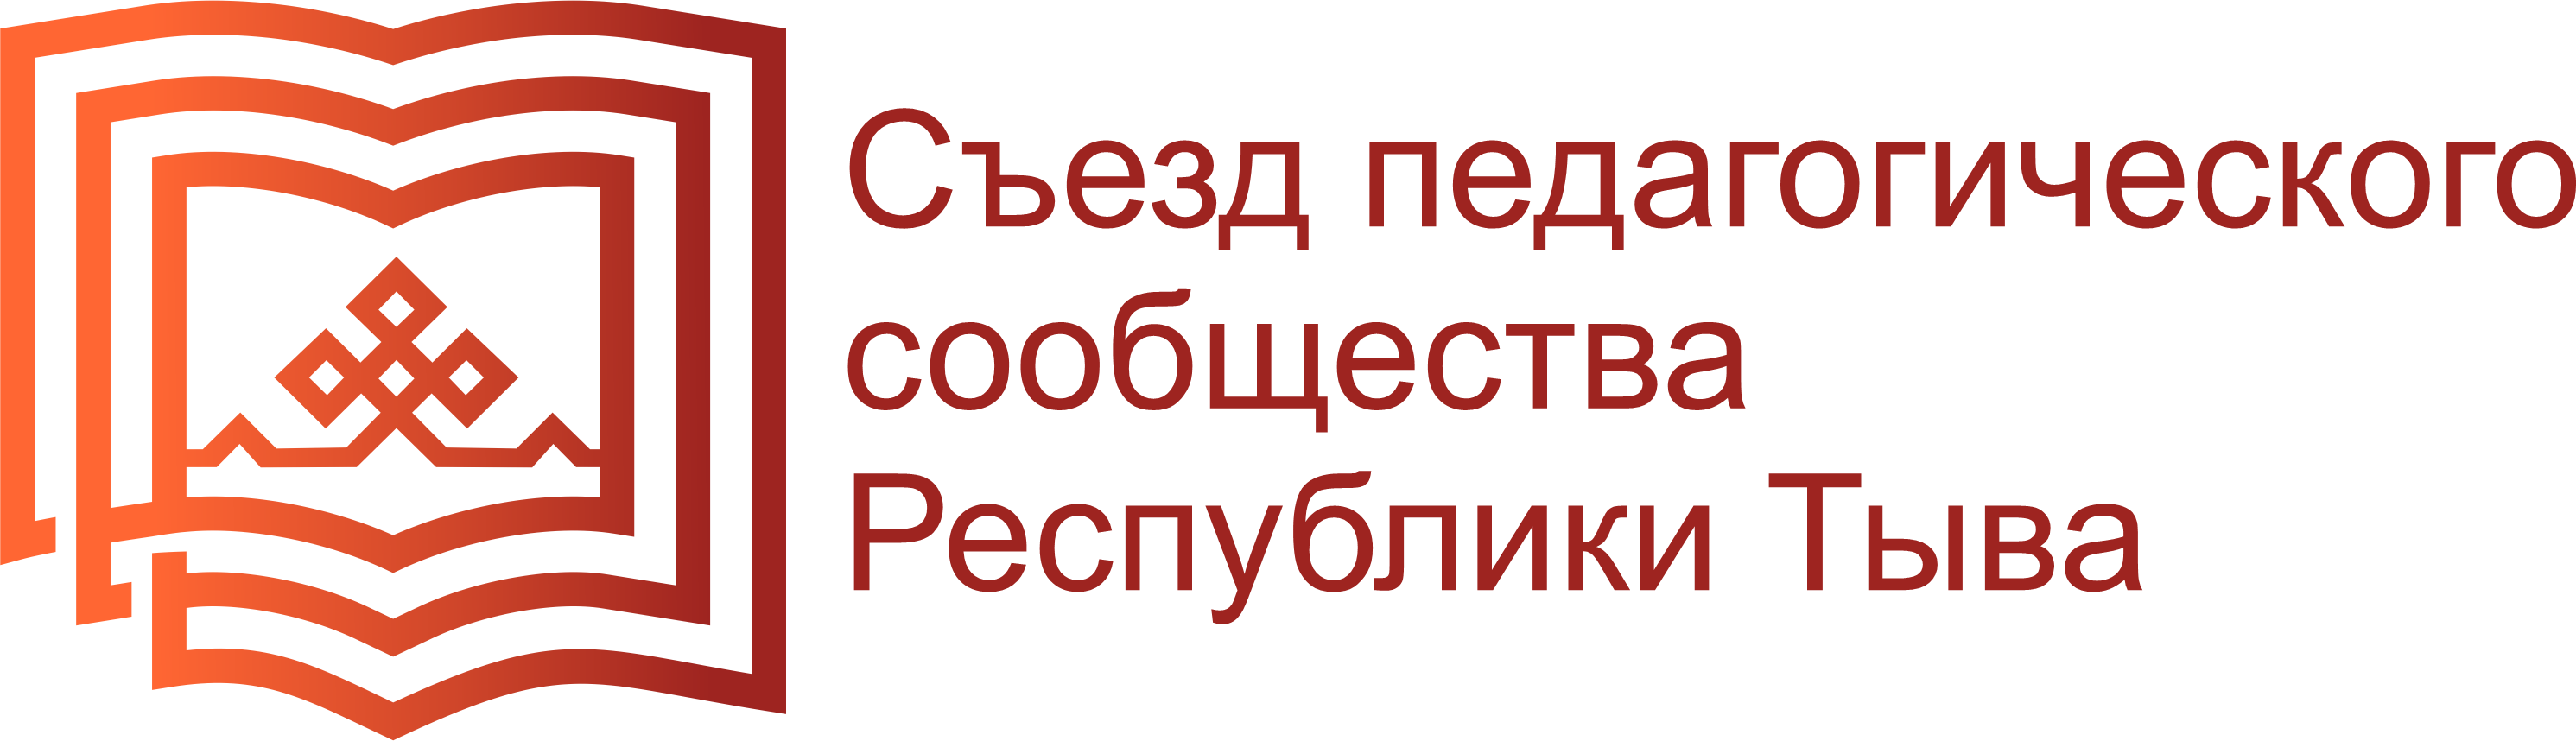 Съезд педагогического
сообщества
Республики Тыва